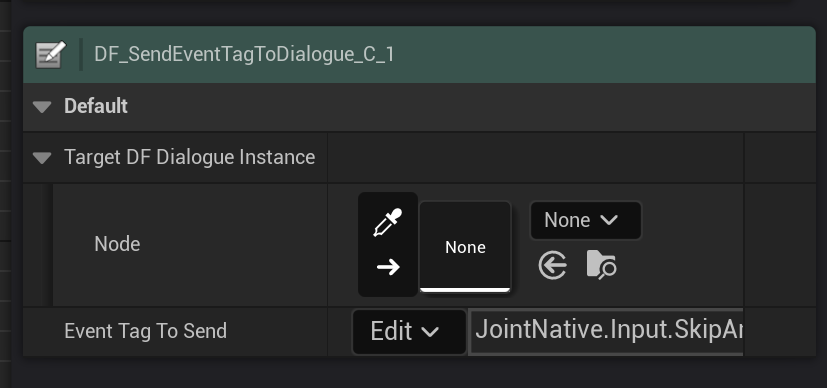 DF_SendEventTagToDialogue_C_1
Default
Target DF Dialogue Instance
Node
None
None
Event Tag To Send
Edit
JointNative.Input.SkipAr